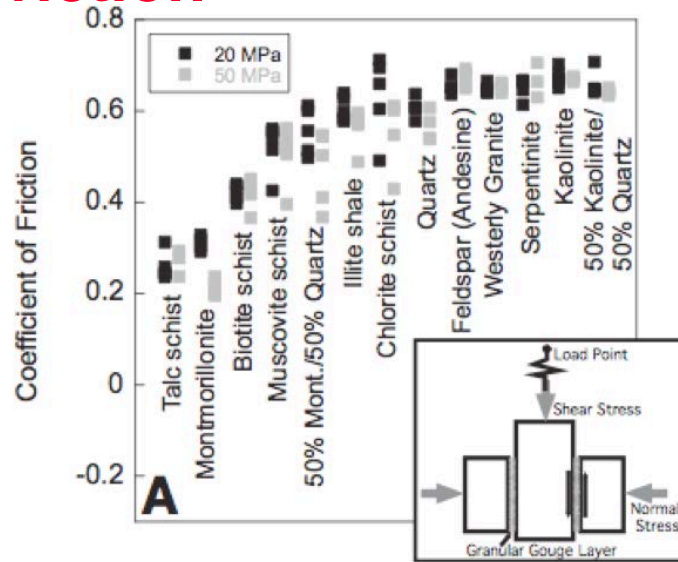 0.8
0.6
0.4
0.2
0
-0.2
Coefficient of Friction
20 MPa
50 MPa
Talc schist
Montmorillonite
Biotite schist
Muscovite schist
50% Mont./50% Quartz
Illite shale
Chlorite schist
Quartz
Feldspar (Andesine)
Westerly Granite
Serpentinite
Kaolinite
50% Kaolinite/
50% Quartz
A
Load Point
Shear Stress
Normal
Stress
Granular Gouge Layer